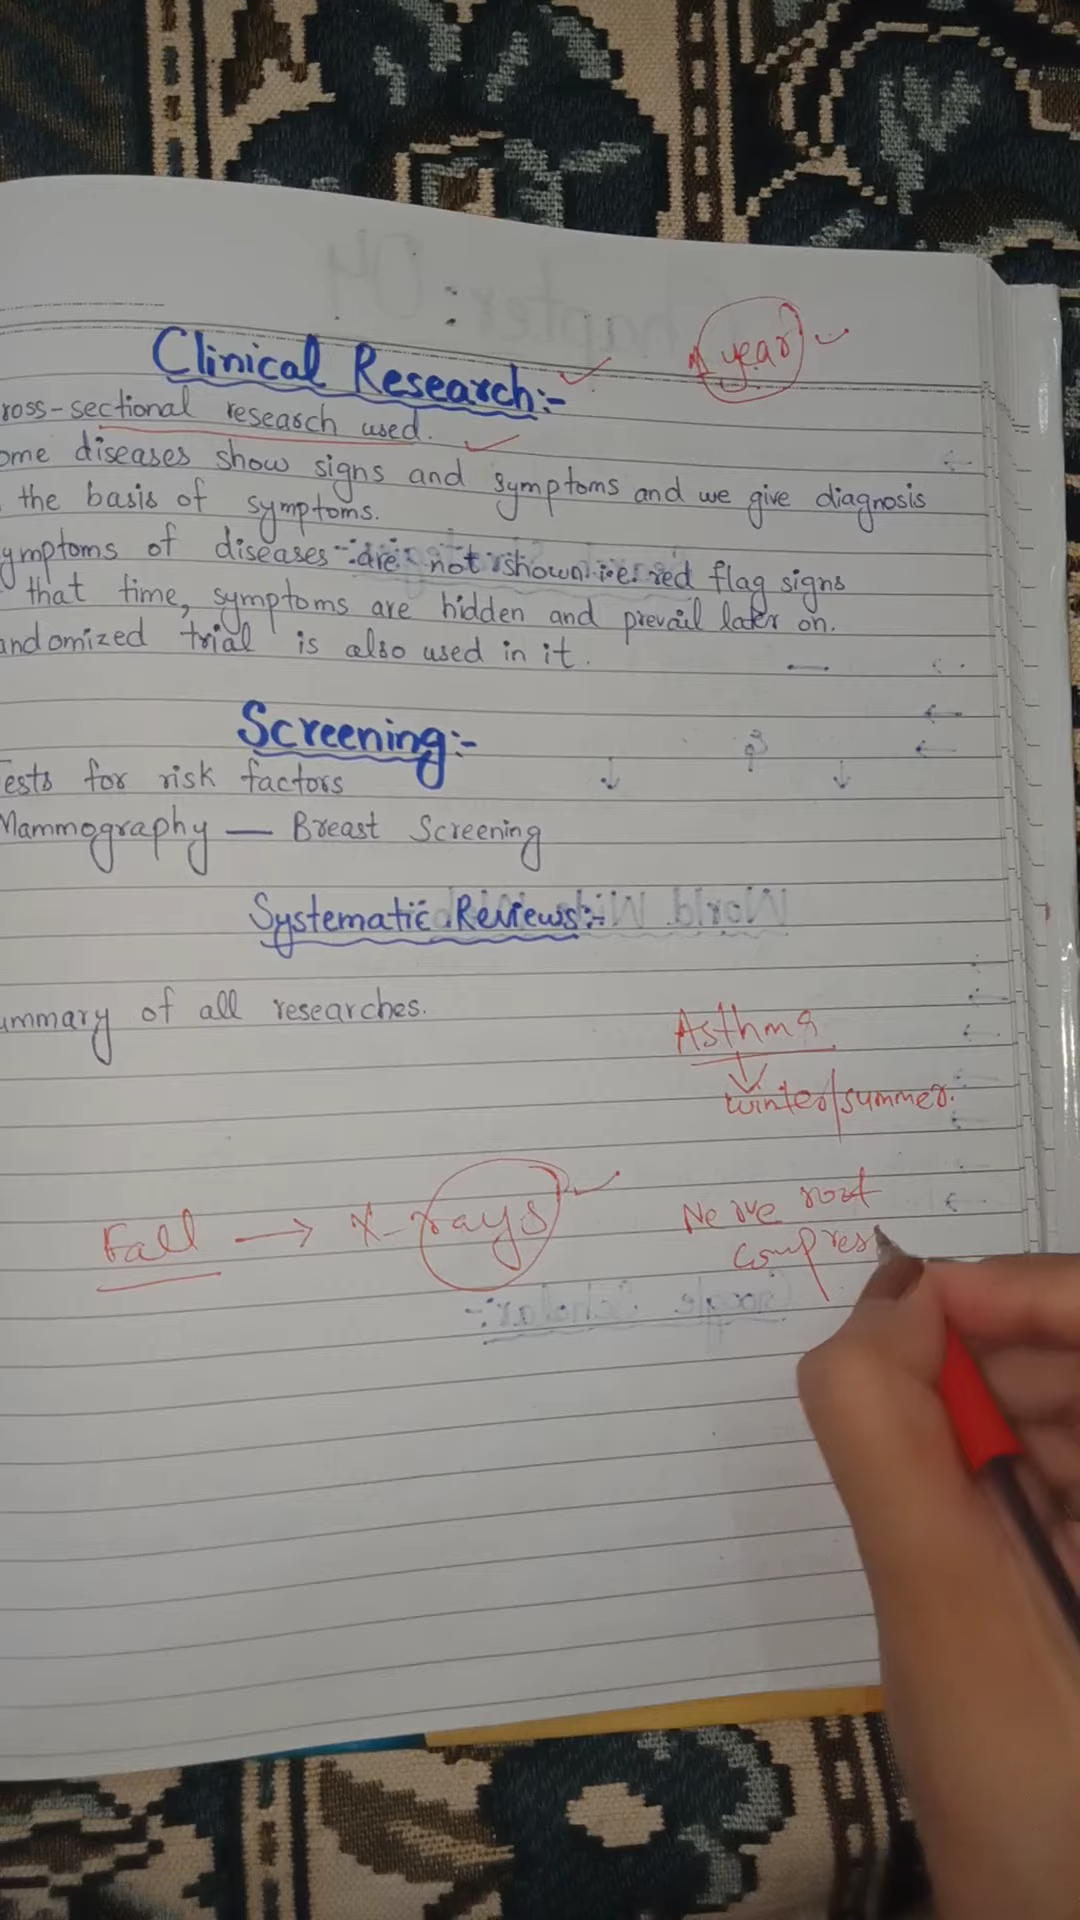 Clinical Research:-
1 year
ross-sectional research used.
ome diseases show signs and symptoms and we give diagnosis
the basis of symptoms.
ymptoms of diseases are not shown i.e. red flag signs
that time, symptoms are hidden and prevail later on.
andomized trial is also used in it.
Screening:-
ests for risk factors
Mammography — Breast Screening
Systematic Reviews:-
ummary of all researches.
Asthma
winter/summer.
Fall → X-rays
Nerve root
compres